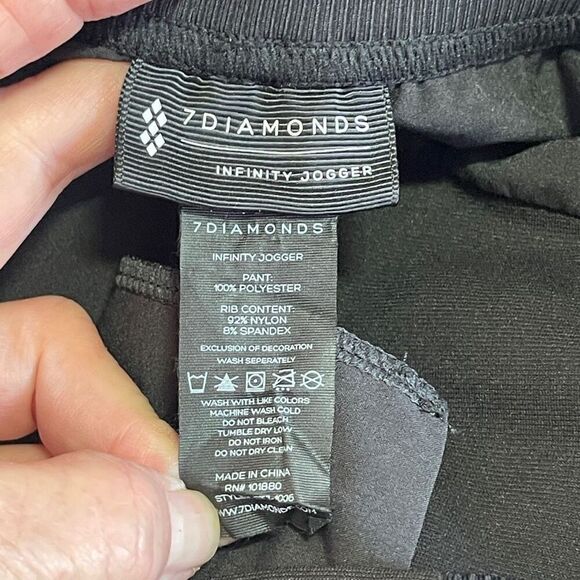 7DIAMONDS
INFINITY JOGGER
7DIAMONDS
INFINITY JOGGER
PANT:
100% POLYESTER
RIB CONTENT:
92% NYLON
8% SPANDEX
EXCLUSION OF DECORATION
WASH SEPERATELY
WASH WITH LIKE COLORS
MACHINE WASH COLD
DO NOT BLEACH
TUMBLE DRY LOW
DO NOT IRON
DO NOT DRY CLEAN
MADE IN CHINA
RN# 101880
-1006